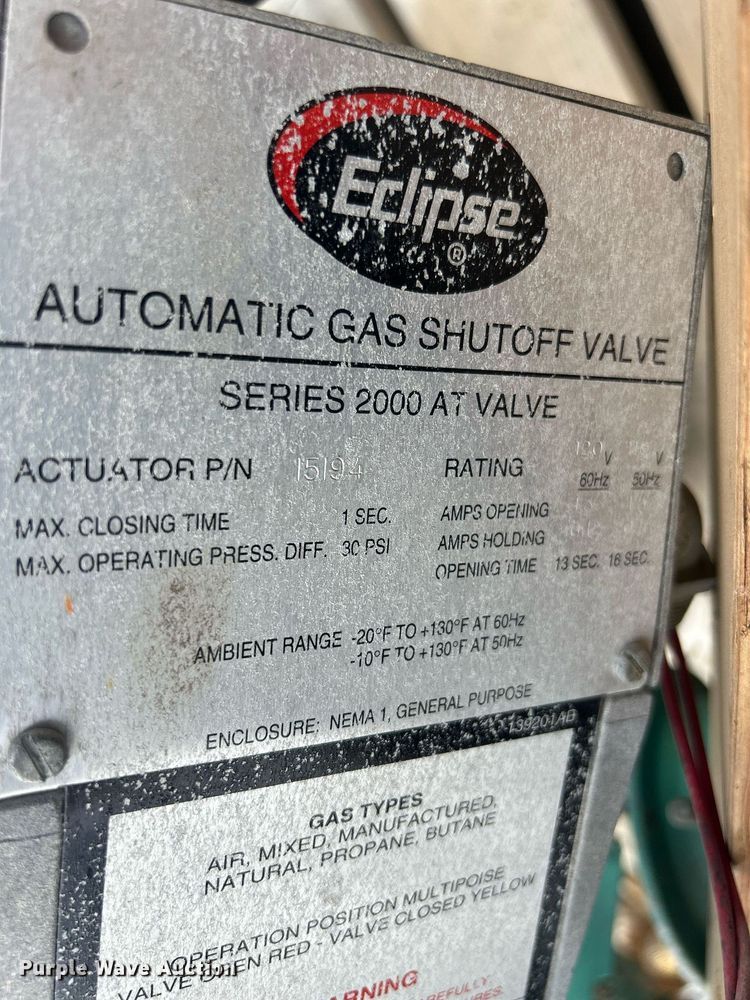 Eclipse
®
AUTOMATIC GAS SHUTOFF VALVE
SERIES 2000 AT VALVE
ACTUATOR P/N 15194 RATING 120 V V
60Hz 50Hz
MAX. CLOSING TIME 1 SEC. AMPS OPENING
MAX. OPERATING PRESS. DIFF. 30 PSI AMPS HOLDING
OPENING TIME 13 SEC. 16 SEC.
AMBIENT RANGE -20°F TO +130°F AT 60Hz
-10°F TO +130°F AT 50Hz
ENCLOSURE: NEMA 1, GENERAL PURPOSE
139201AB
GAS TYPES
AIR, MIXED, MANUFACTURED,
NATURAL, PROPANE, BUTANE
OPERATION POSITION MULTIPOISE
VALVE OPEN RED - VALVE CLOSED YELLOW
Purple Wave Auction